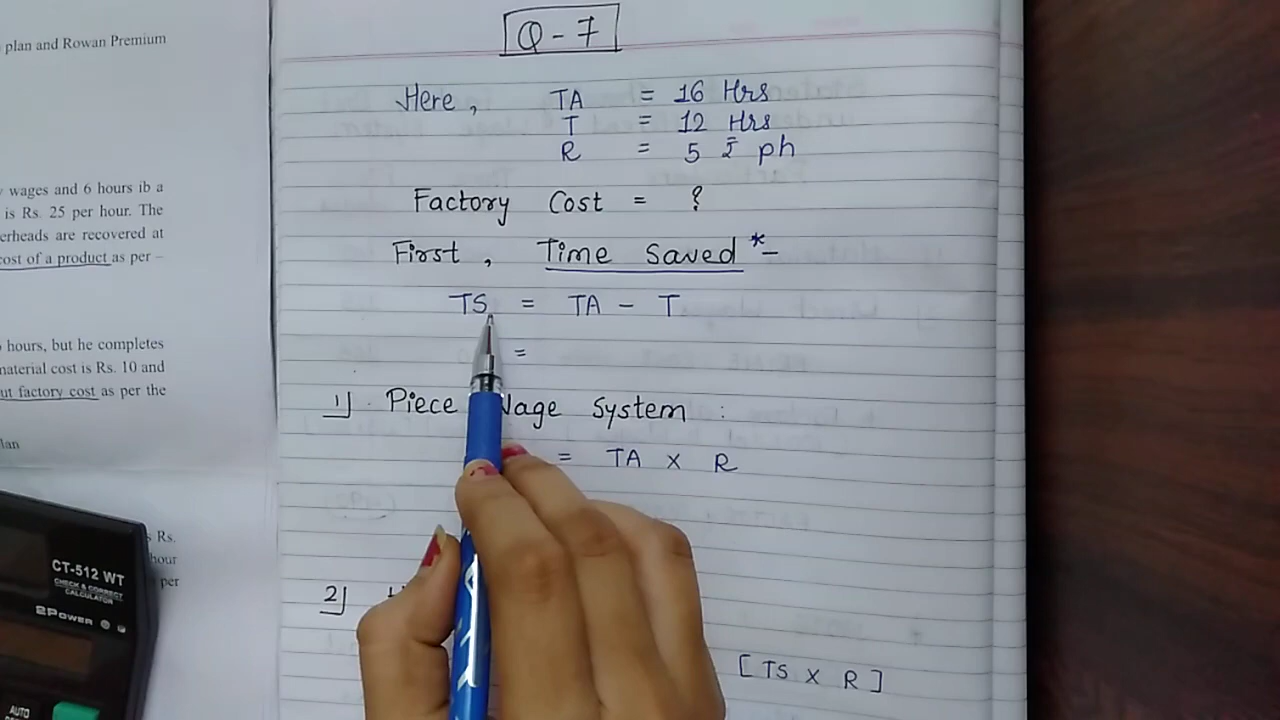 plan and Rowan Premium
wages and 6 hours ib a
is Rs. 25 per hour. The
erheads are recovered at
cost of a product as per –
hours, but he completes
material cost is Rs. 10 and
ut factory cost as per the
lan
Rs.
hour
per
CT-512 WT
CHECK & CORRECT
CALCULATOR
2POWER
AUTO
Q - 7
Here, TA = 16 Hrs
T = 12 Hrs
R = 5 ₹ ph
Factory Cost = ?
First, Time Saved *-
TS = TA - T
=
1) Piece Wage System :
= TA X R
2)
[ TS X R ]